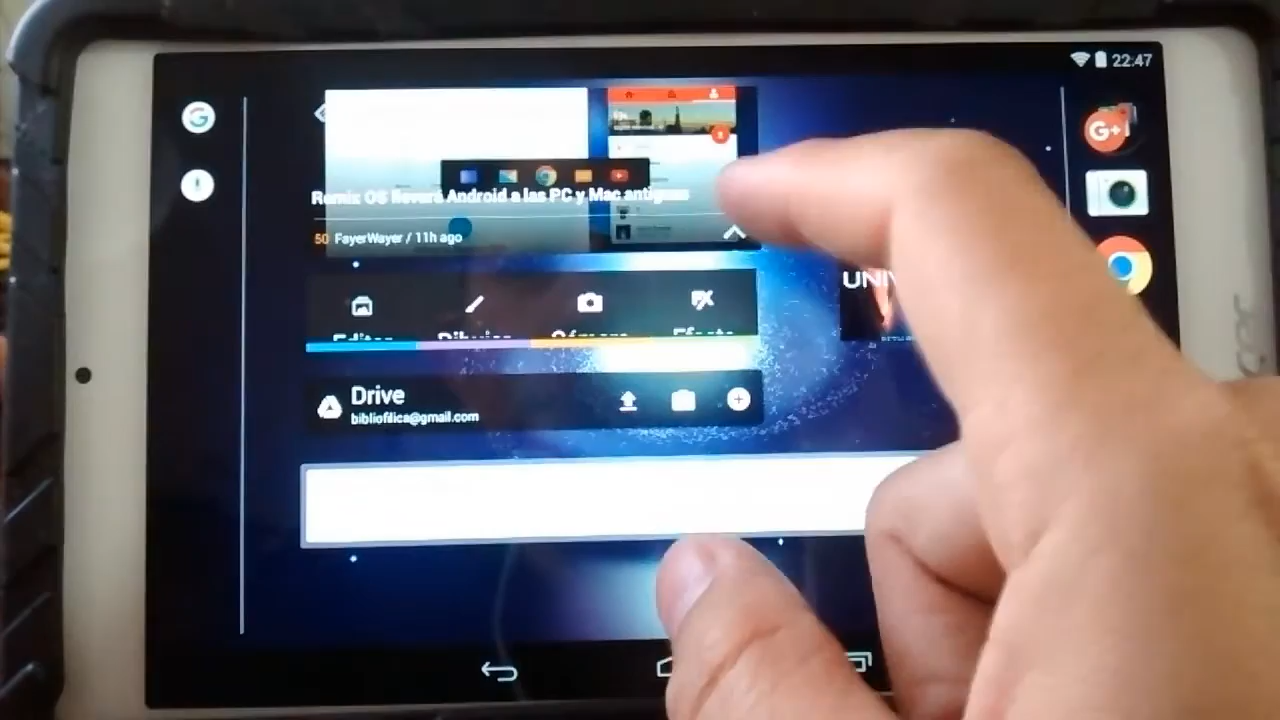 22:47
G+
Remix OS llevará Android a las PC y Mac antiguas
50 FayerWayer / 11h ago
UNIV
Drive
bibliofilica@gmail.com
acer